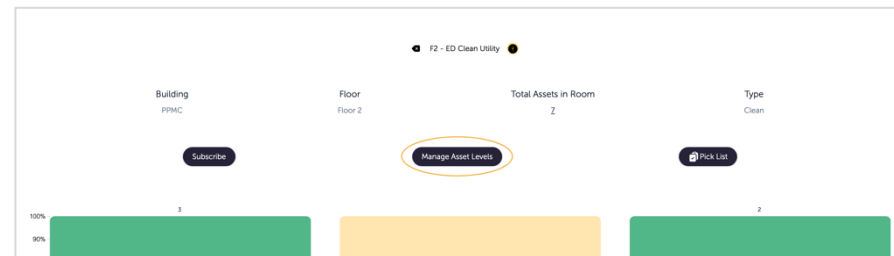 F2 - ED Clean Utility
Building Floor Total Assets in Room Type
PPMC Floor 2 7 Clean
Subscribe Manage Asset Levels Pick List
3 2
100%
90%